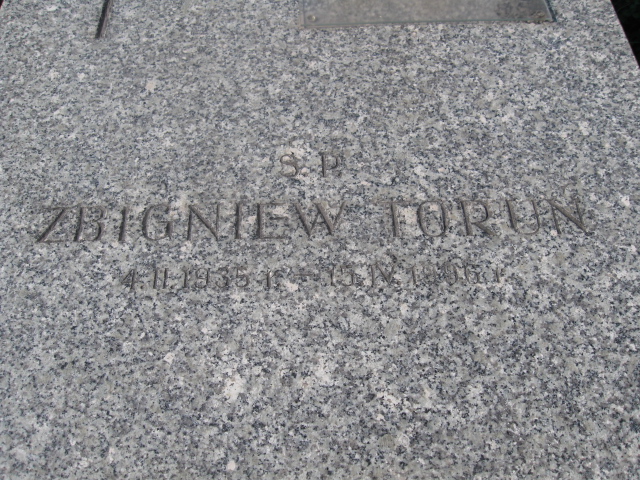 Ś.P.
ZBIGNIEW TORUN
4.II.1935 r. –